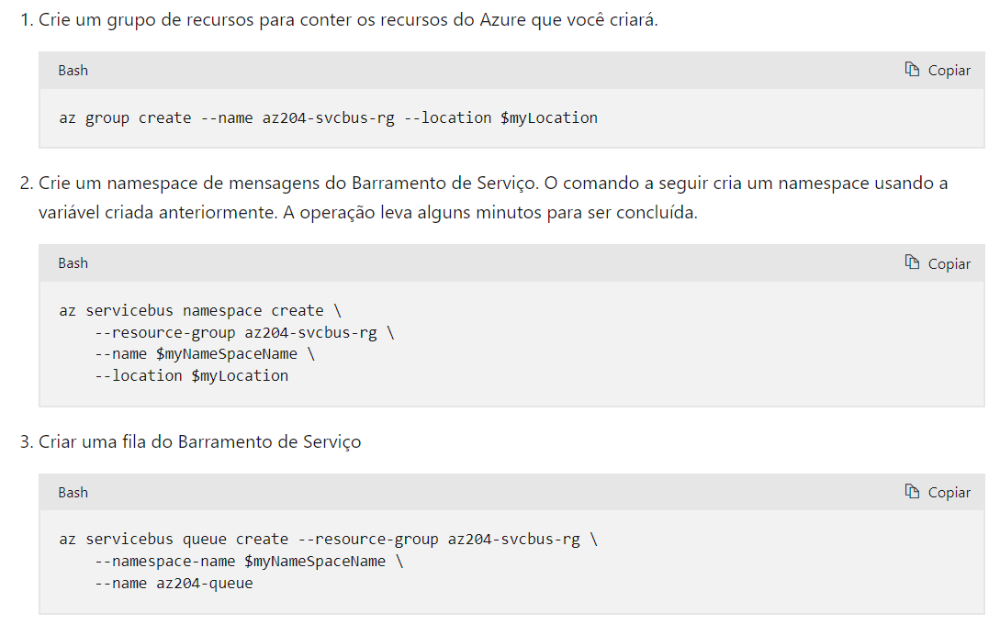 1. Crie um grupo de recursos para conter os recursos do Azure que você criará.
Bash
Copiar
az group create --name az204-svcbus-rg --location $myLocation
2. Crie um namespace de mensagens do Barramento de Serviço. O comando a seguir cria um namespace usando a
variável criada anteriormente. A operação leva alguns minutos para ser concluída.
Bash
Copiar
az servicebus namespace create \
--resource-group az204-svcbus-rg \
--name $myNameSpaceName \
--location $myLocation
3. Criar uma fila do Barramento de Serviço
Bash
Copiar
az servicebus queue create --resource-group az204-svcbus-rg \
--namespace-name $myNameSpaceName \
--name az204-queue